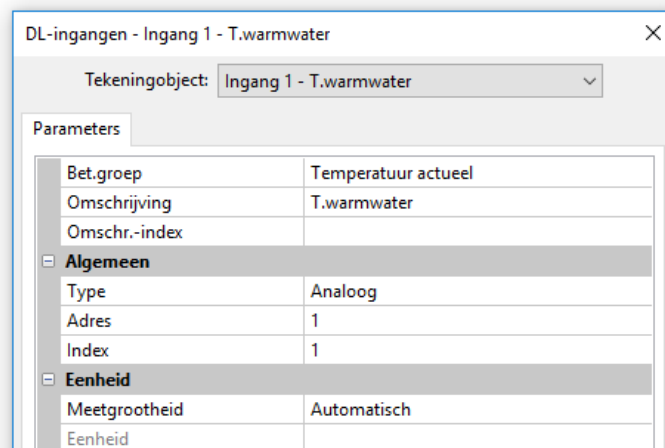 DL-ingangen - Ingang 1 - T.warmwater
Tekeningobject: Ingang 1 - T.warmwater
Parameters
Bet.groep Temperatuur actueel
Omschrijving T.warmwater
Omschr.-index
Algemeen
Type Analoog
Adres 1
Index 1
Eenheid
Meetgrootheid Automatisch
Eenheid